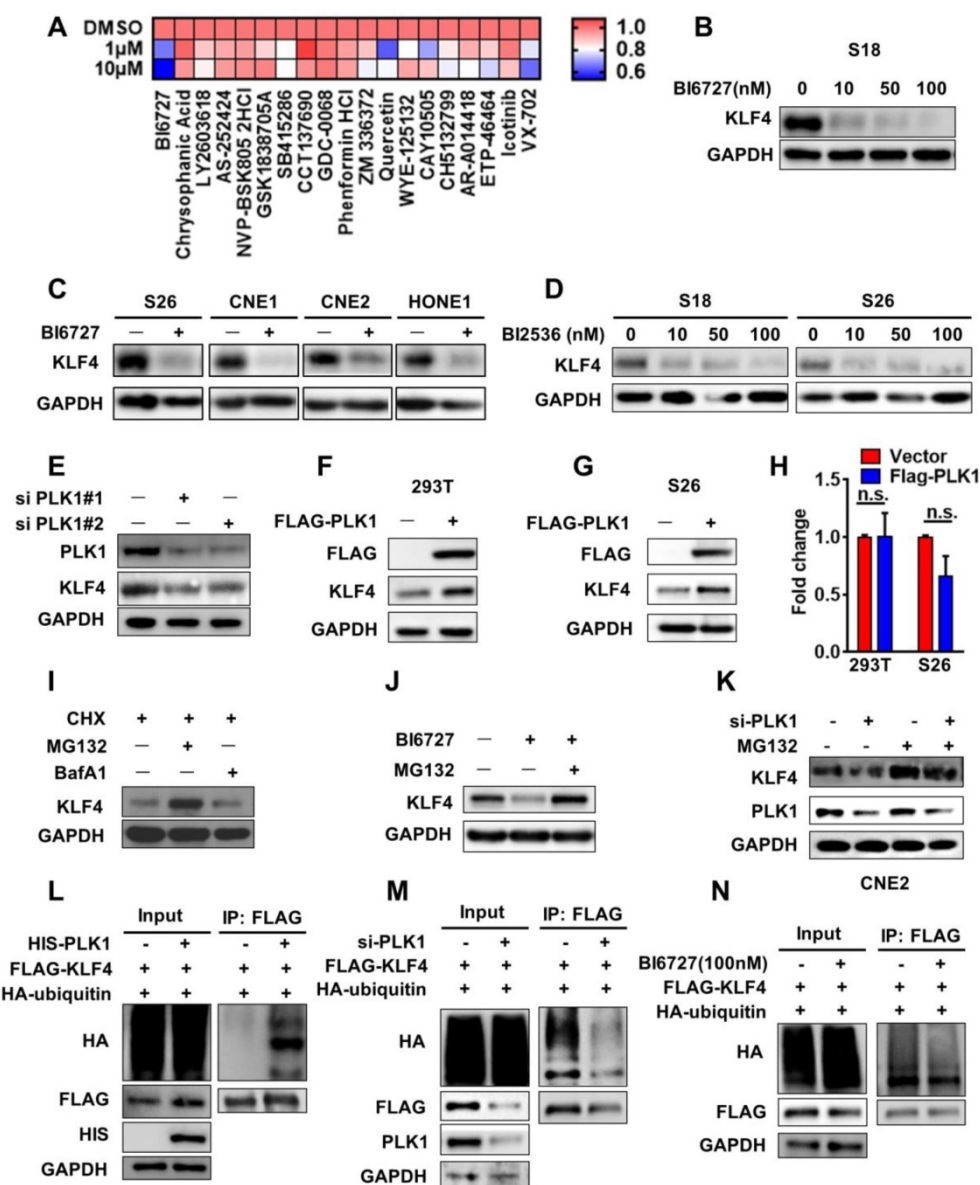 A
DMSO
1μM
10μM
1.0
0.8
0.6
BI6727
Chrysophanic Acid
LY2603618
AS-252424
NVP-BSK805 2HCl
GSK1838705A
SB415286
CCT137690
GDC-0068
Phenformin HCl
ZM 336372
Quercetin
WYE-125132
CAY10505
CH5132799
AR-A014418
ETP-46464
Icotinib
VX-702
B
S18
BI6727(nM) 0 10 50 100
KLF4
GAPDH
C
S26 CNE1 CNE2 HONE1
BI6727 — + — + — + — +
KLF4
GAPDH
D
S18 S26
BI2536 (nM) 0 10 50 100 0 10 50 100
KLF4
GAPDH
E
si PLK1#1 — + —
si PLK1#2 — — +
PLK1
KLF4
GAPDH
F
293T
FLAG-PLK1 — +
FLAG
KLF4
GAPDH
G
S26
FLAG-PLK1 — +
FLAG
KLF4
GAPDH
H
Vector
Flag-PLK1
Fold change
1.5
1.0
0.5
0.0
n.s.
n.s.
293T S26
I
CHX + + +
MG132 — + —
BafA1 — — +
KLF4
GAPDH
J
BI6727 — + +
MG132 — — +
KLF4
GAPDH
K
si-PLK1 - + - +
MG132 - - + +
KLF4
PLK1
GAPDH
CNE2
L
Input IP: FLAG
HIS-PLK1 - + - +
FLAG-KLF4 + + + +
HA-ubiquitin + + + +
HA
FLAG
HIS
GAPDH
M
Input IP: FLAG
si-PLK1 - + - +
FLAG-KLF4 + + + +
HA-ubiquitin + + + +
HA
FLAG
PLK1
GAPDH
N
Input IP: FLAG
BI6727(100nM) - + - +
FLAG-KLF4 + + + +
HA-ubiquitin + + + +
HA
FLAG
GAPDH